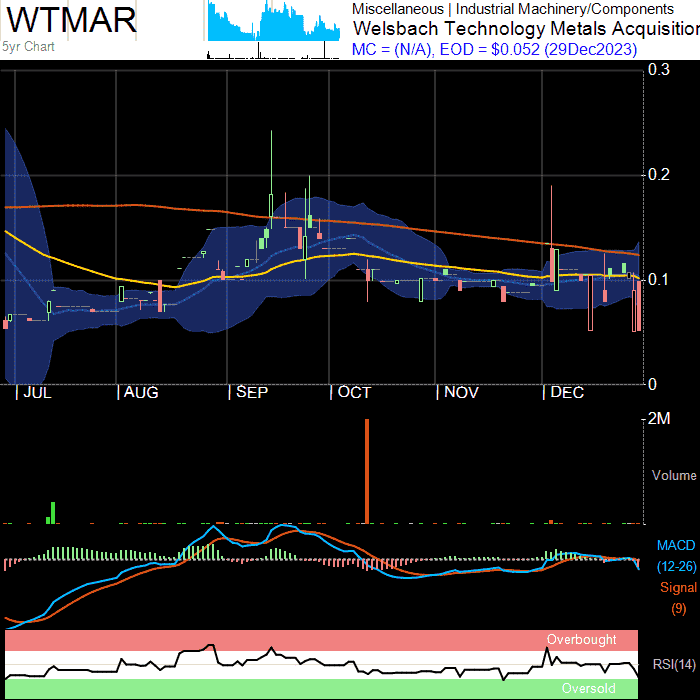 WTMAR
5yr Chart
Miscellaneous | Industrial Machinery/Components
Welsbach Technology Metals Acquisition
MC = (N/A), EOD = $0.052 (29Dec2023)
0.3
0.2
0.1
0
JUL
AUG
SEP
OCT
NOV
DEC
2M
Volume
MACD
(12-26)
Signal
(9)
Overbought
RSI(14)
Oversold